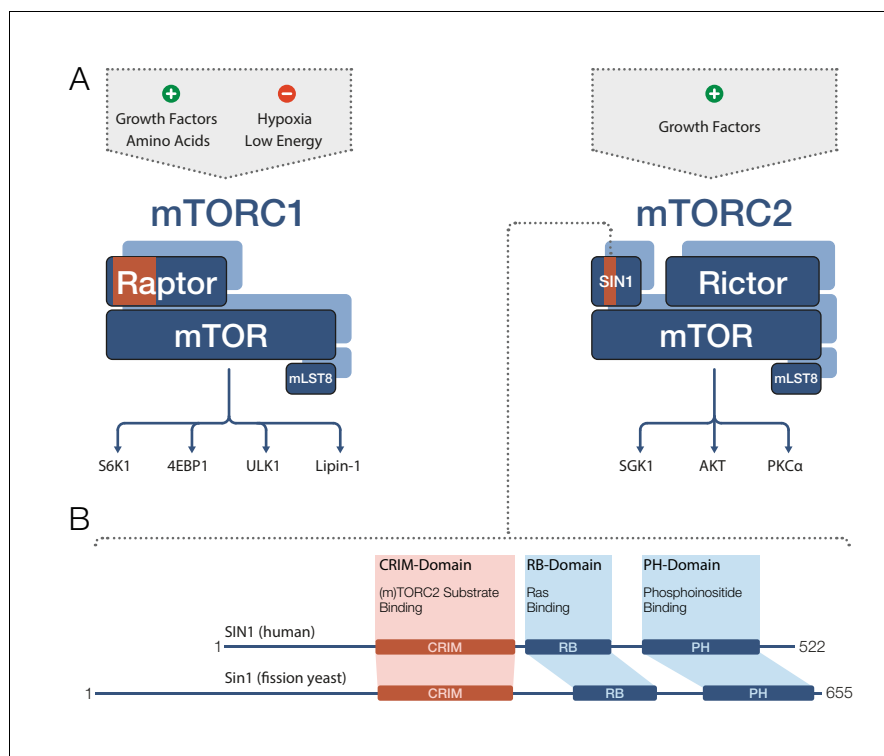 A
+
Growth Factors
Amino Acids
−
Hypoxia
Low Energy
+
Growth Factors
mTORC1
mTORC2
Raptor
mTOR
mLST8
SIN1
Rictor
mTOR
mLST8
S6K1 4EBP1 ULK1 Lipin-1
SGK1 AKT PKCα
B
CRIM-Domain
(m)TORC2 Substrate
Binding
RB-Domain
Ras
Binding
PH-Domain
Phosphoinositide
Binding
SIN1 (human)
1 CRIM RB PH 522
Sin1 (fission yeast)
1 CRIM RB PH 655